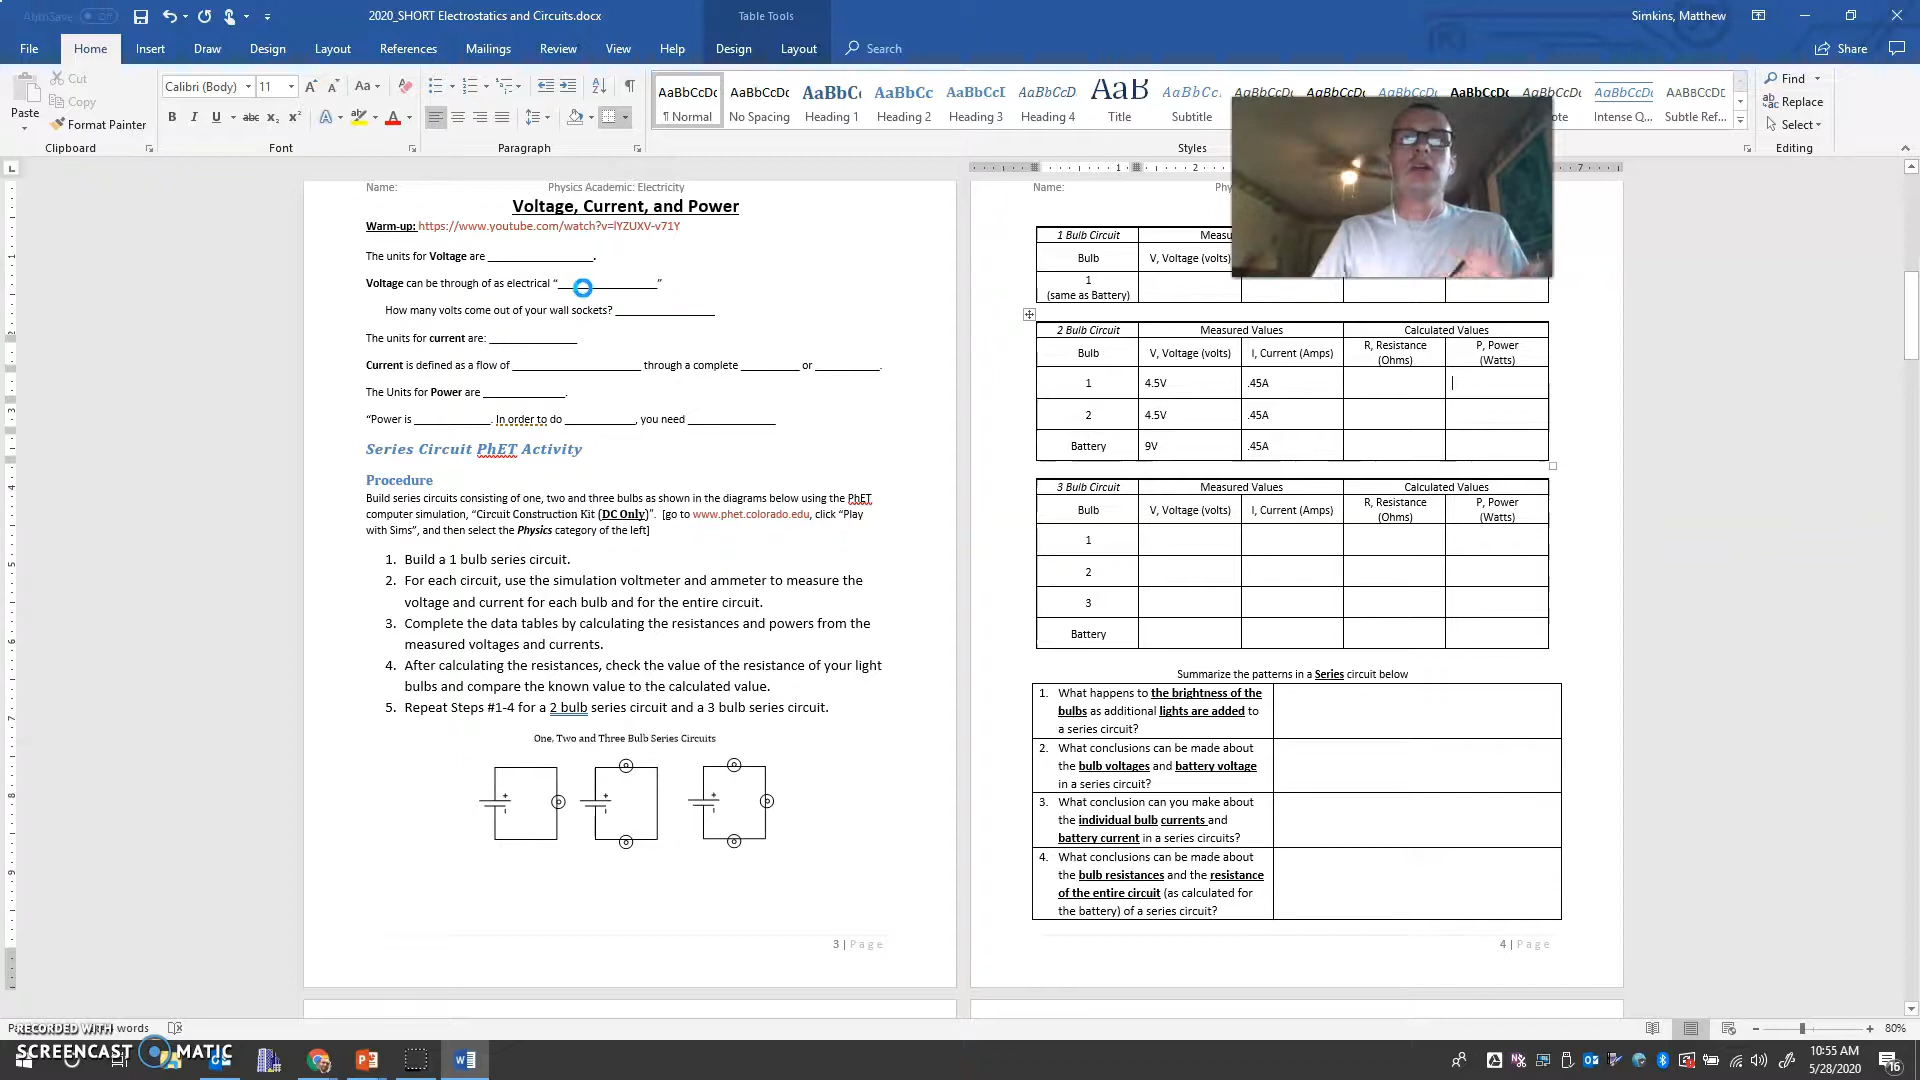 AutoSave Off
2020_SHORT Electrostatics and Circuits.docx
Table Tools
Simkins, Matthew
File Home Insert Draw Design Layout References Mailings Review View Help Design Layout Search
Share
Paste
Cut
Copy
Format Painter
Clipboard
Calibri (Body) 11
Font
Paragraph
AaBbCcDc AaBbCcDc AaBbC AaBbCc AaBbCcI AaBbCcD AaB AaBbCc.
¶ Normal No Spacing Heading 1 Heading 2 Heading 3 Heading 4 Title Subtitle
Intense Q... Subtle Ref...
Styles
Find
Replace
Select
Editing
Name: Physics Academic: Electricity
Voltage, Current, and Power
Warm-up: https://www.youtube.com/watch?v=lYZUXV-v71Y
The units for Voltage are _________________.
Voltage can be through of as electrical “________________”
How many volts come out of your wall sockets? ________________
The units for current are: ______________
Current is defined as a flow of _____________________ through a complete __________ or ___________.
The Units for Power are _____________.
“Power is _____________. In order to do ____________, you need ______________
Series Circuit PhET Activity
Procedure
Build series circuits consisting of one, two and three bulbs as shown in the diagrams below using the PhET
computer simulation, “Circuit Construction Kit (DC Only)”. [go to www.phet.colorado.edu, click “Play
with Sims”, and then select the Physics category of the left]
1. Build a 1 bulb series circuit.
2. For each circuit, use the simulation voltmeter and ammeter to measure the
voltage and current for each bulb and for the entire circuit.
3. Complete the data tables by calculating the resistances and powers from the
measured voltages and currents.
4. After calculating the resistances, check the value of the resistance of your light
bulbs and compare the known value to the calculated value.
5. Repeat Steps #1-4 for a 2 bulb series circuit and a 3 bulb series circuit.
One, Two and Three Bulb Series Circuits
3 | Page
Name:
1 Bulb Circuit
Bulb V, Voltage (volts)
1
(same as Battery)
2 Bulb Circuit Measured Values Calculated Values
Bulb V, Voltage (volts) I, Current (Amps) R, Resistance (Ohms) P, Power (Watts)
1 4.5V .45A
2 4.5V .45A
Battery 9V .45A
3 Bulb Circuit Measured Values Calculated Values
Bulb V, Voltage (volts) I, Current (Amps) R, Resistance (Ohms) P, Power (Watts)
1
2
3
Battery
Summarize the patterns in a Series circuit below
1. What happens to the brightness of the
bulbs as additional lights are added to
a series circuit?
2. What conclusions can be made about
the bulb voltages and battery voltage
in a series circuit?
3. What conclusion can you make about
the individual bulb currents and
battery current in a series circuits?
4. What conclusions can be made about
the bulb resistances and the resistance
of the entire circuit (as calculated for
the battery) of a series circuit?
4 | Page
words
80%
RECORDED WITH
SCREENCAST MATIC
10:55 AM
5/28/2020
16